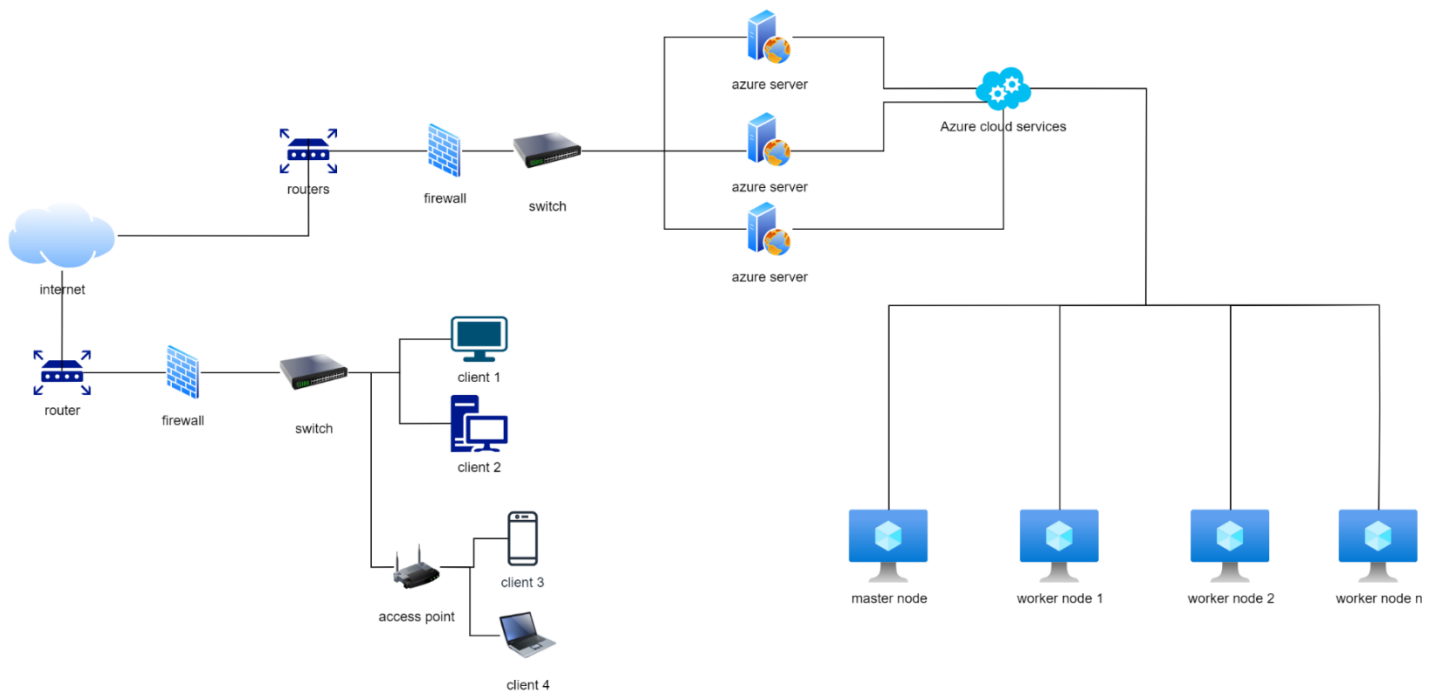 azure server
Azure cloud services
azure server
routers
firewall
switch
azure server
internet
client 1
router
firewall
switch
client 2
client 3
access point
client 4
master node
worker node 1
worker node 2
worker node n